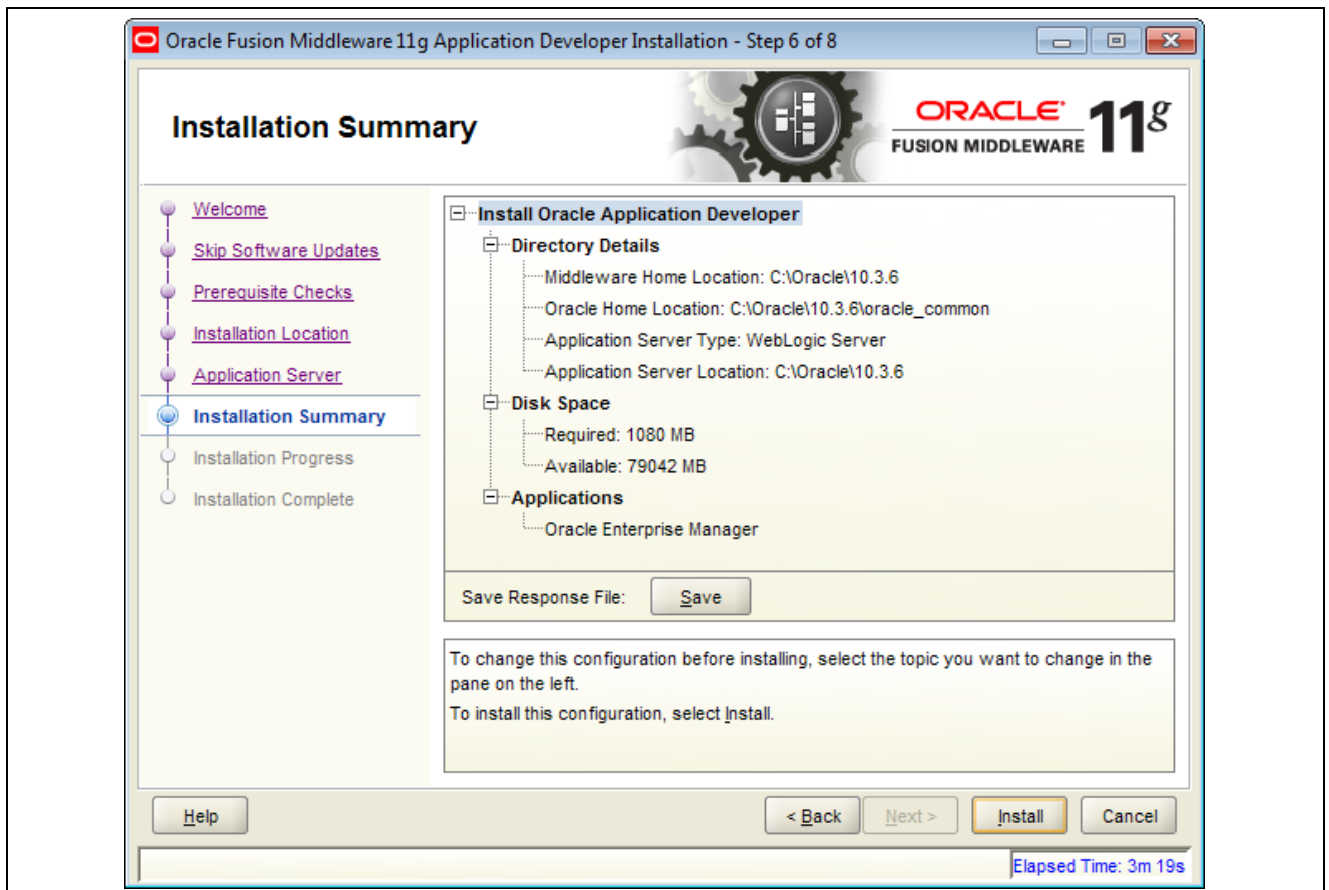 Oracle Fusion Middleware 11g Application Developer Installation - Step 6 of 8
Installation Summary
ORACLE
FUSION MIDDLEWARE
11g
Welcome
Skip Software Updates
Prerequisite Checks
Installation Location
Application Server
Installation Summary
Installation Progress
Installation Complete
Install Oracle Application Developer
Directory Details
Middleware Home Location: C:\Oracle\10.3.6
Oracle Home Location: C:\Oracle\10.3.6\oracle_common
Application Server Type: WebLogic Server
Application Server Location: C:\Oracle\10.3.6
Disk Space
Required: 1080 MB
Available: 79042 MB
Applications
Oracle Enterprise Manager
Save Response File: Save
To change this configuration before installing, select the topic you want to change in the
pane on the left.
To install this configuration, select Install.
Help < Back Next > Install Cancel
Elapsed Time: 3m 19s